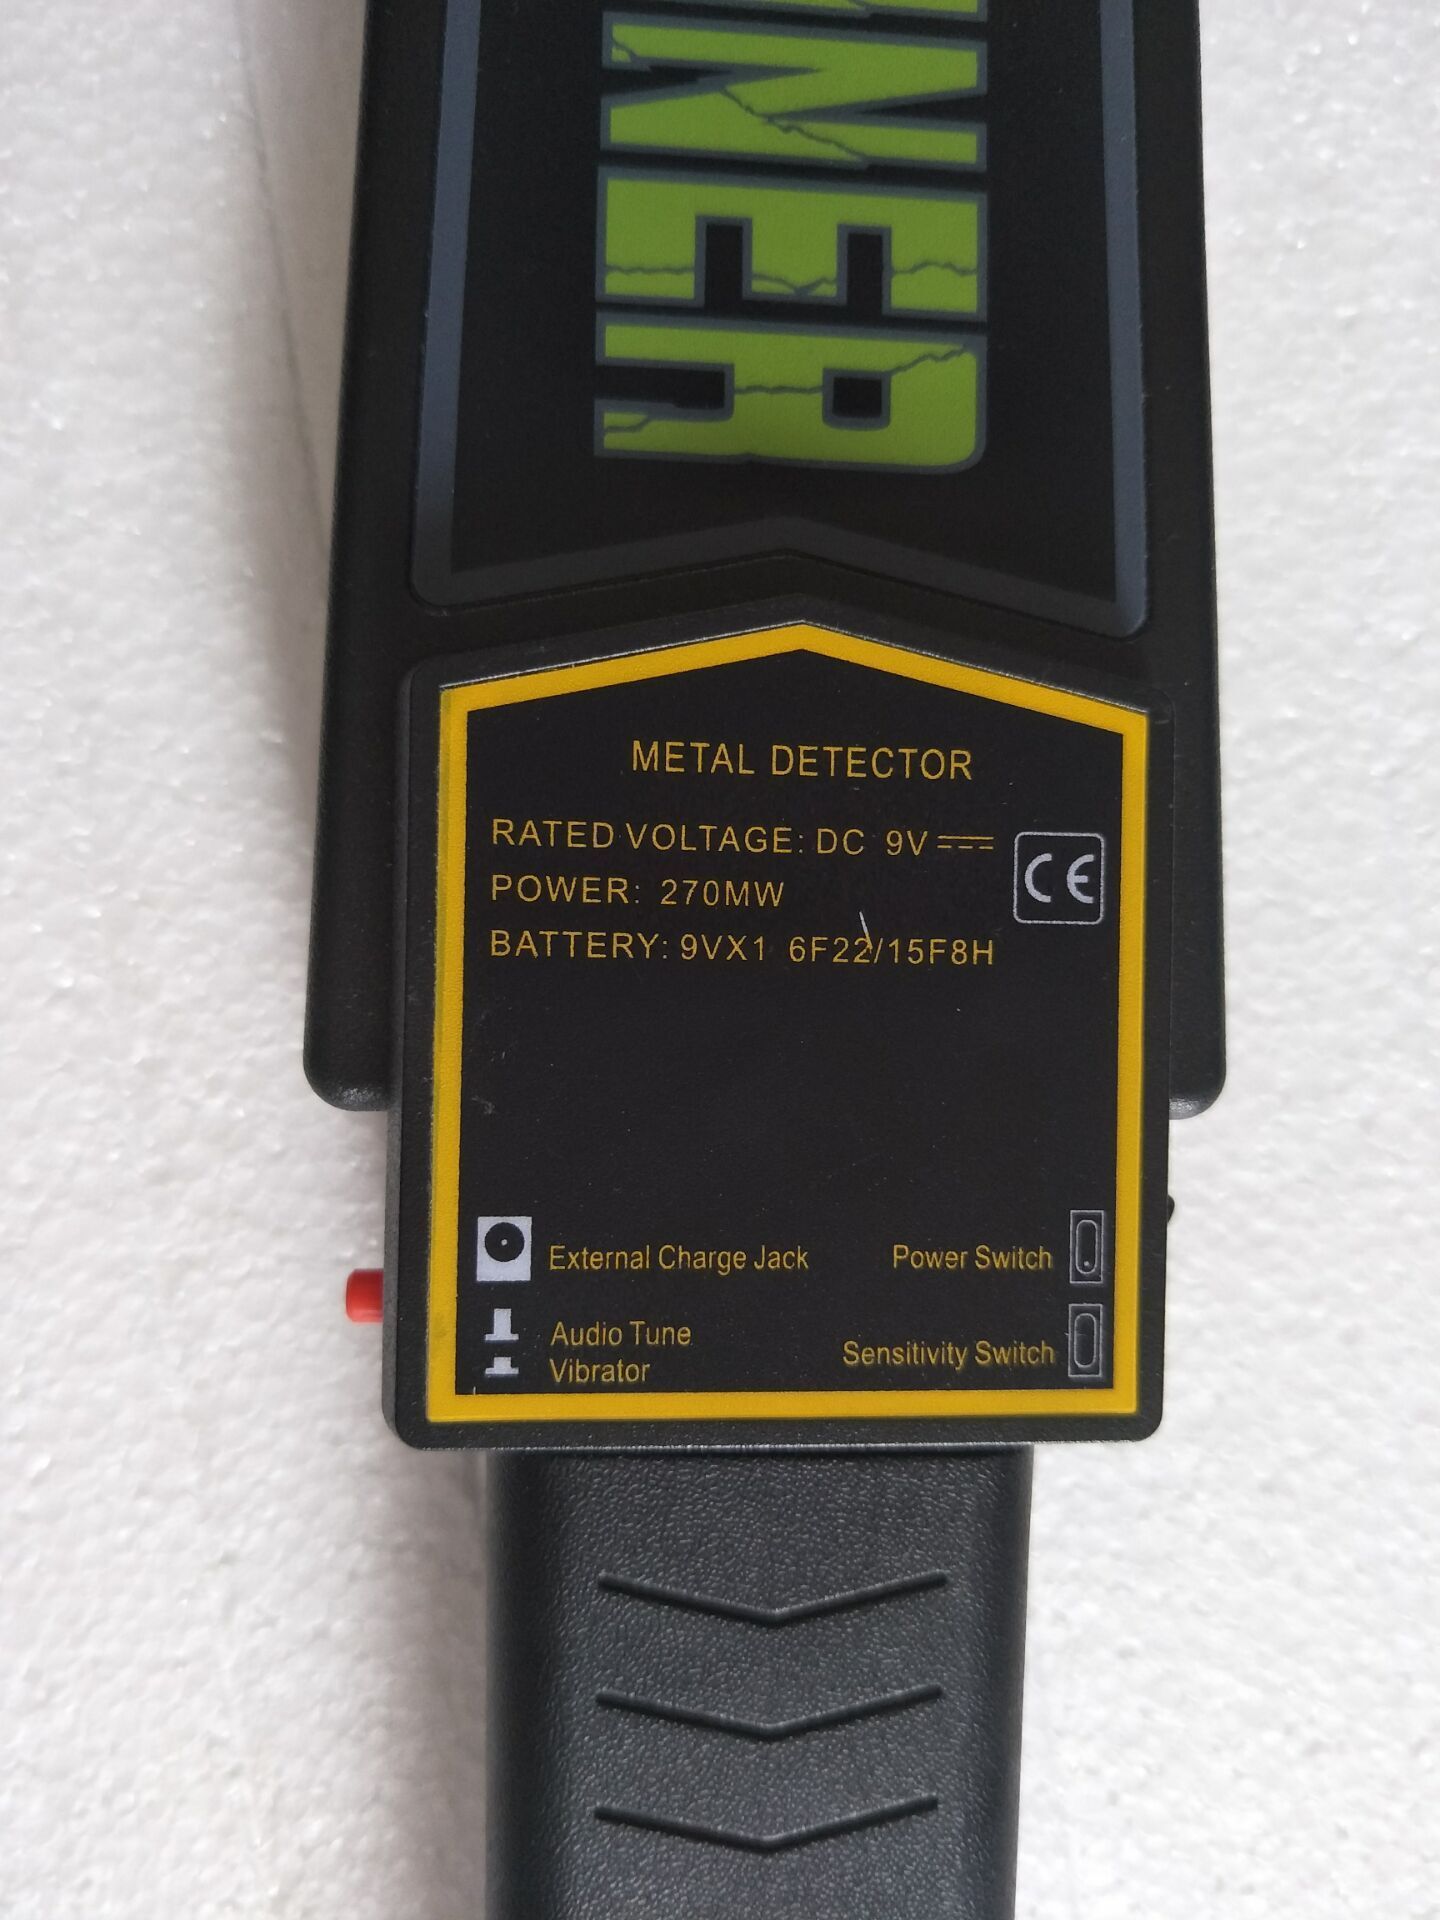 NNER
METAL DETECTOR
RATED VOLTAGE: DC 9V
POWER: 270MW
BATTERY: 9VX1 6F22/15F8H
CE
External Charge Jack
Power Switch
Audio Tune
Vibrator
Sensitivity Switch